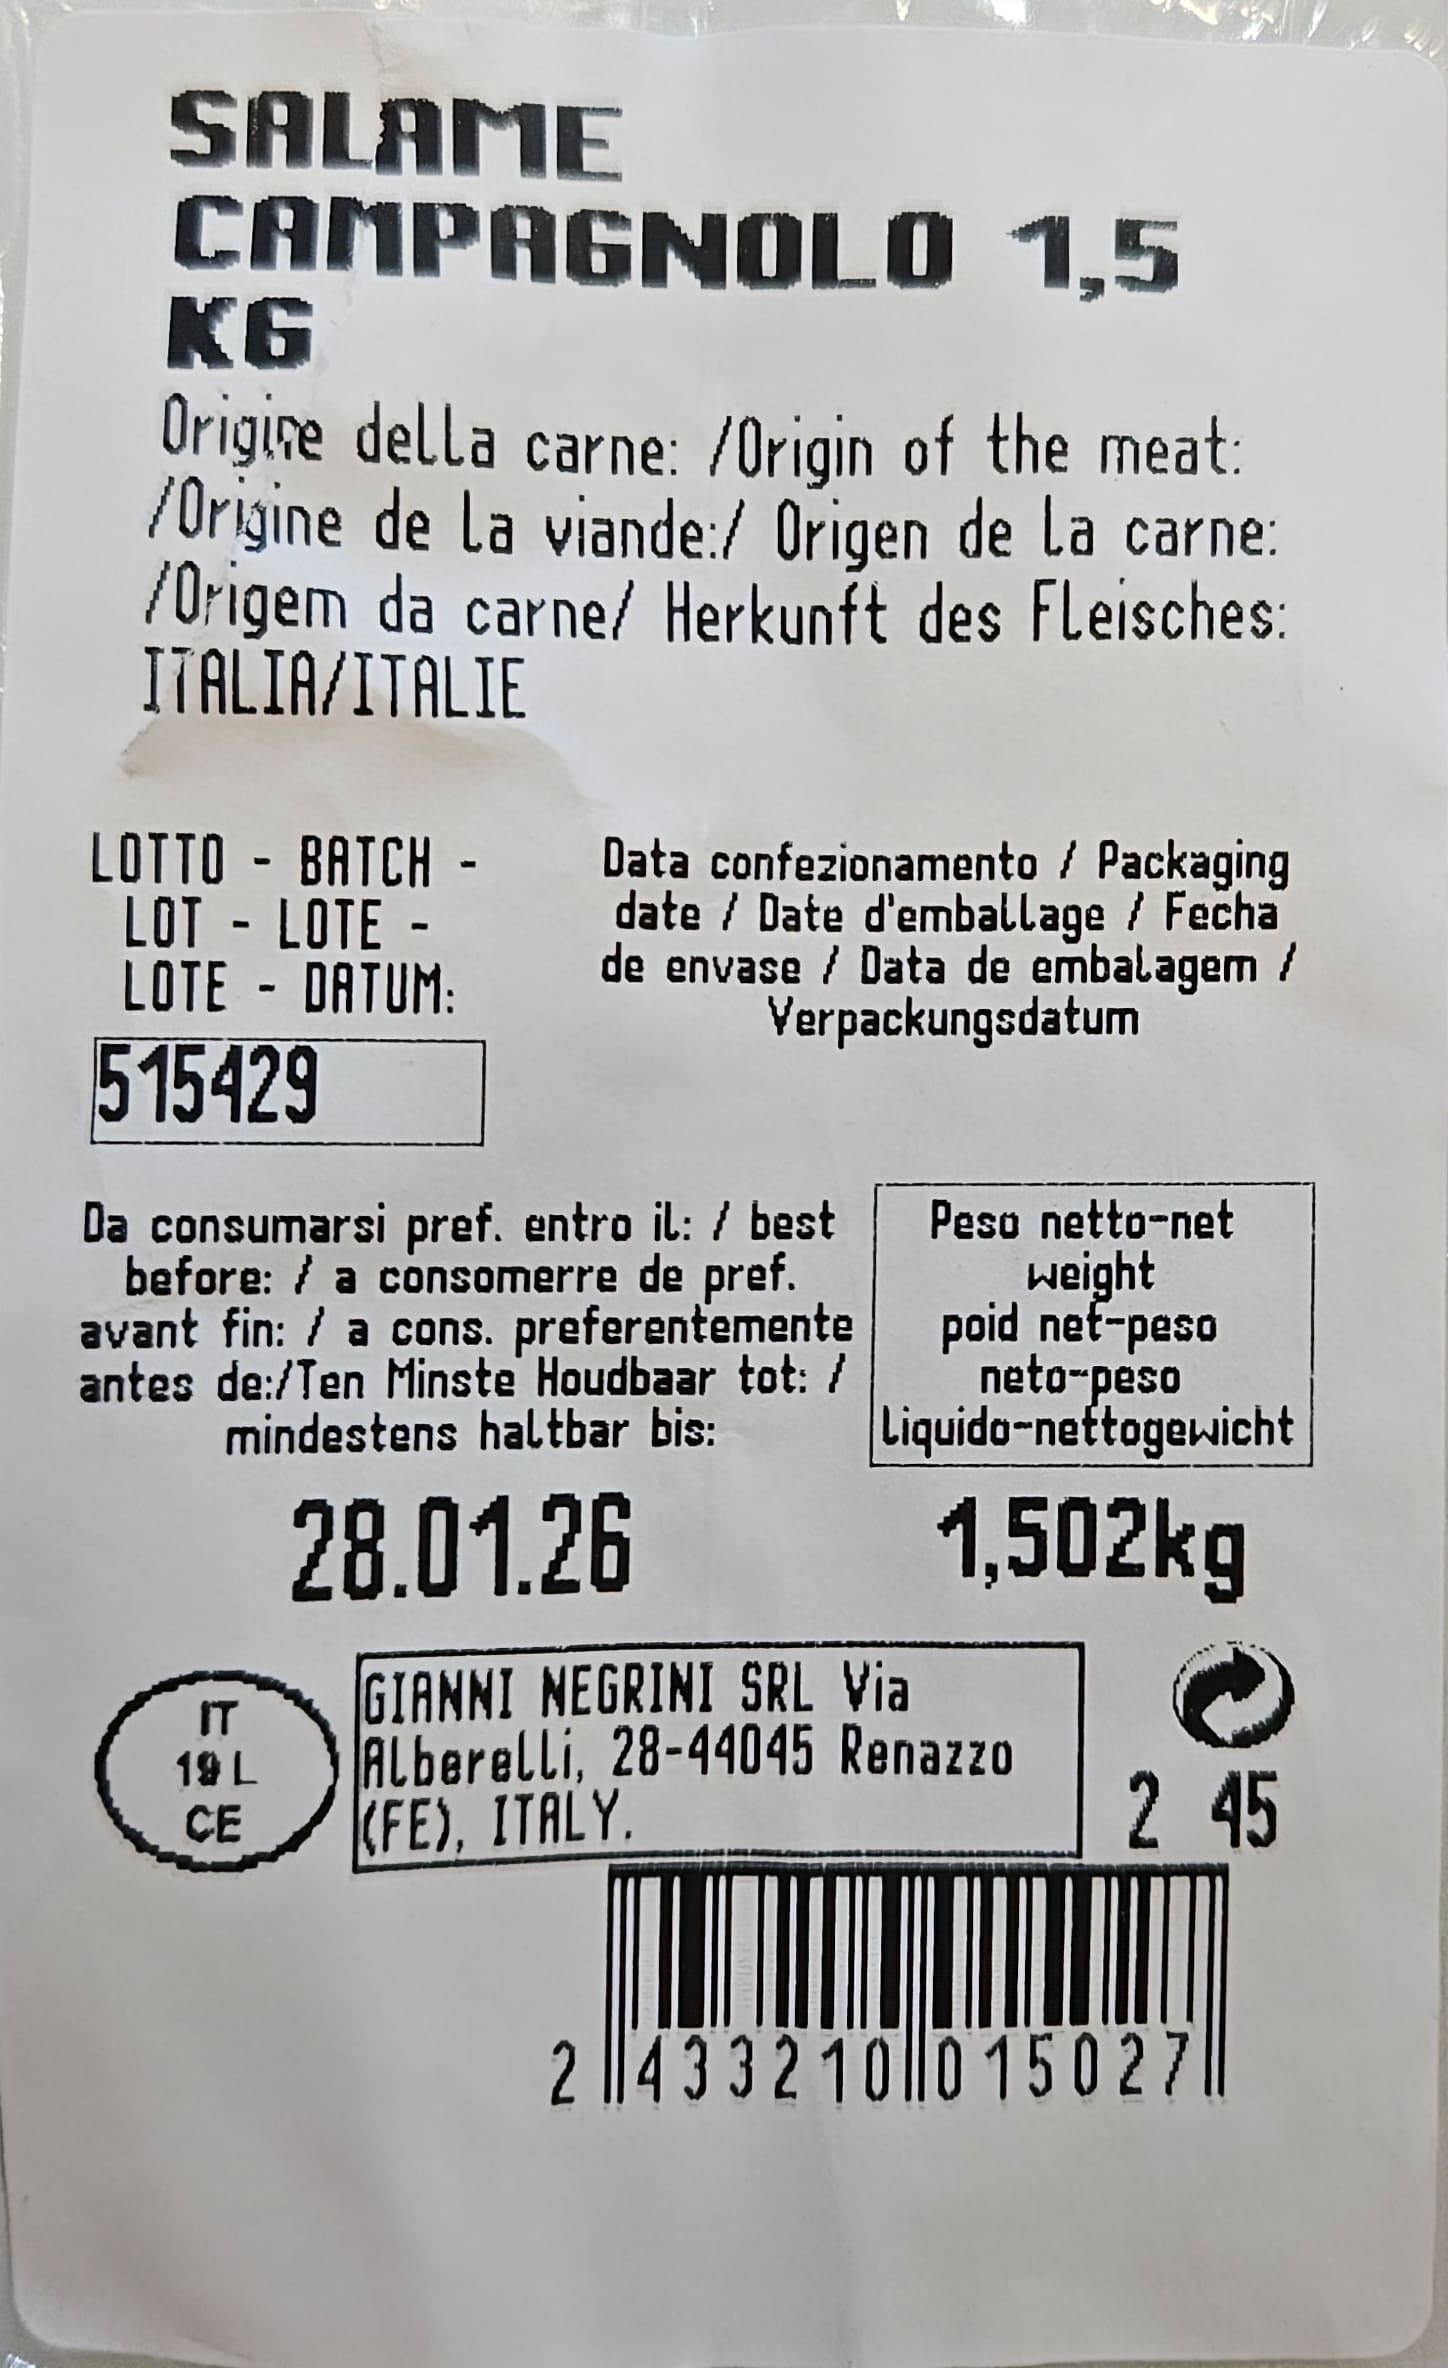 SALAME
CAMPAGNOLO 1,5
KG
Origine della carne: /Origin of the meat:
/Origine de la viande:/ Origen de la carne:
/Origem da carne/ Herkunft des Fleisches:
ITALIA/ITALIE
LOTTO - BATCH -
LOT - LOTE -
LOTE - DATUM:
515429
Data confezionamento / Packaging
date / Date d'emballage / Fecha
de envase / Data de embalagem /
Verpackungsdatum
Da consumarsi pref. entro il: / best
before: / a consomerre de pref.
avant fin: / a cons. preferentemente
antes de:/Ten Minste Houdbaar tot: /
mindestens haltbar bis:
28.01.26
Peso netto-net
weight
poid net-peso
neto-peso
liquido-nettogewicht
1,502kg
IT
19 L
CE
GIANNI NEGRINI SRL Via
Alberelli, 28-44045 Renazzo
(FE), ITALY.
2 45
2 433210 015027